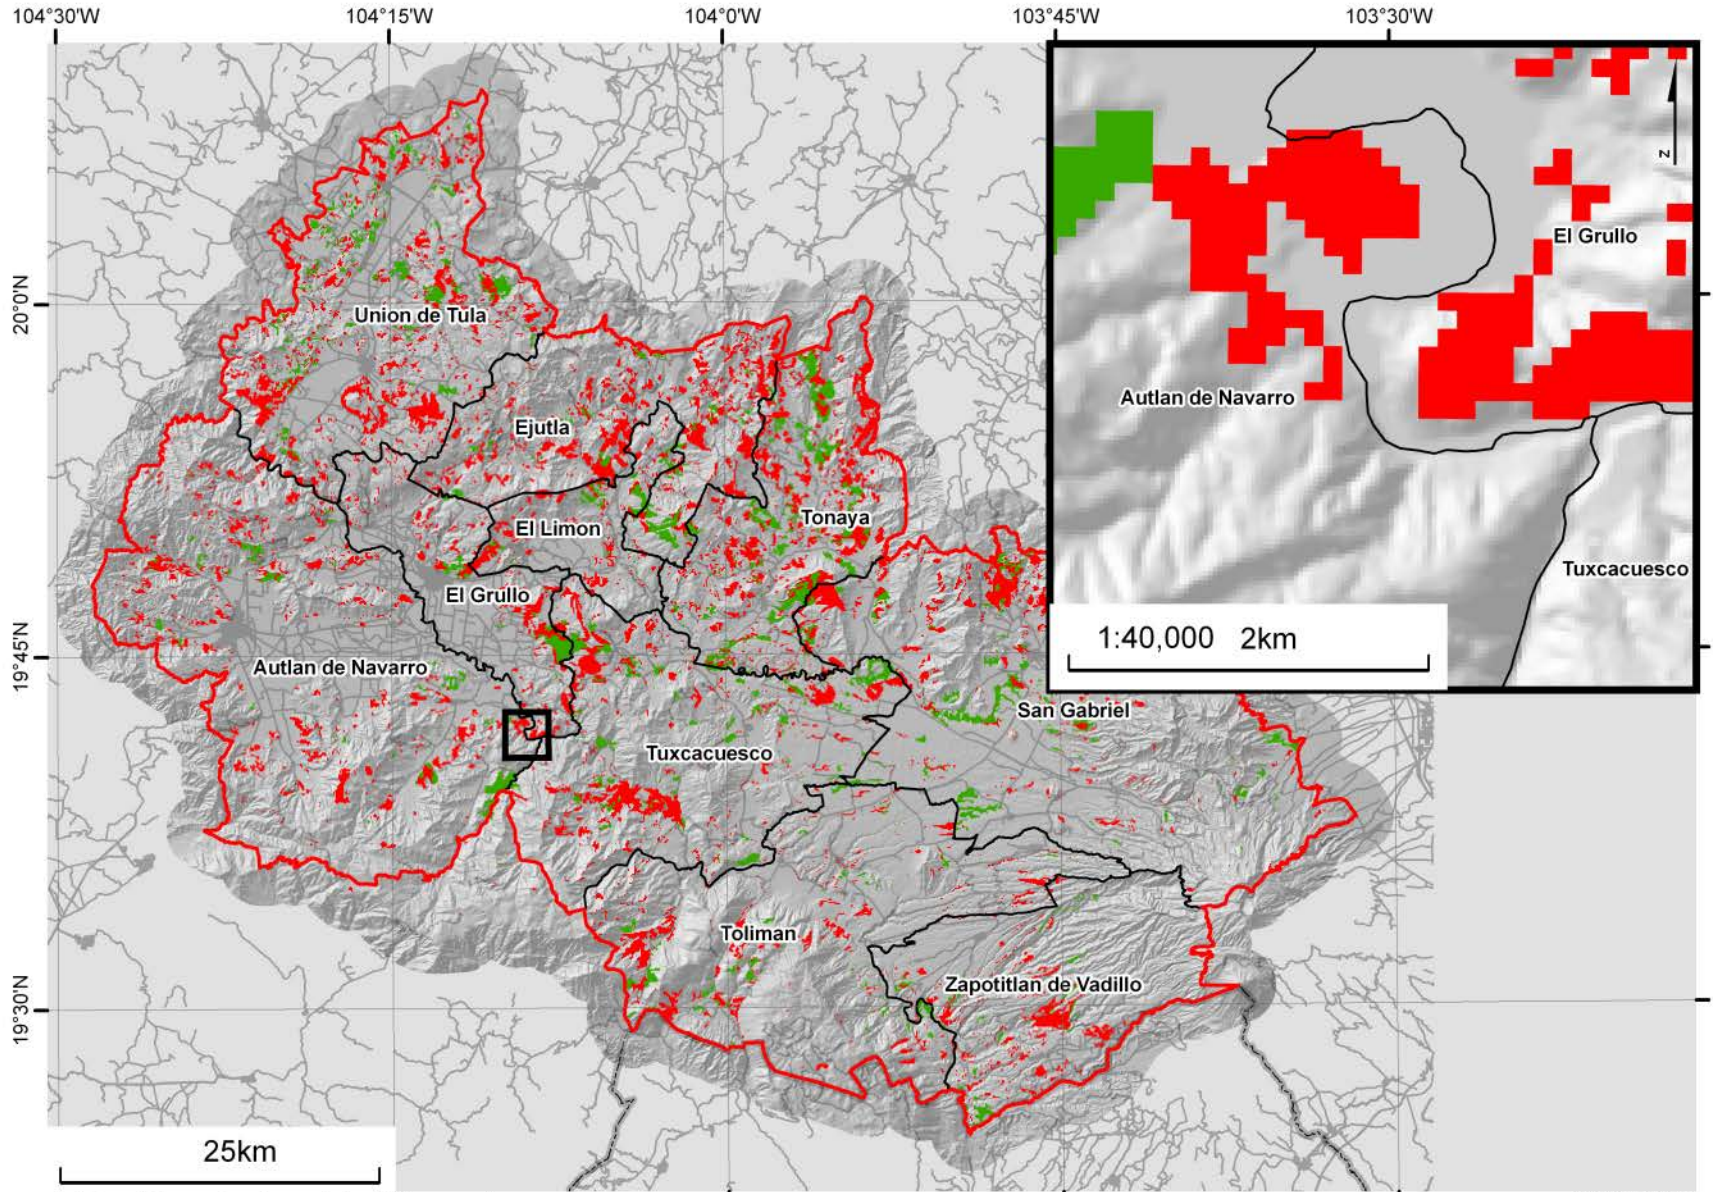 104°30'W 104°15'W 104°0'W 103°45'W 103°30'W
20°0'N
19°45'N
19°30'N
Union de Tula
Ejutla
El Limon
Tonaya
El Grullo
Autlan de Navarro
San Gabriel
Tuxcacuesco
Toliman
Zapotitlan de Vadillo
25km
N
El Grullo
Autlan de Navarro
Tuxcacuesco
1:40,000 2km